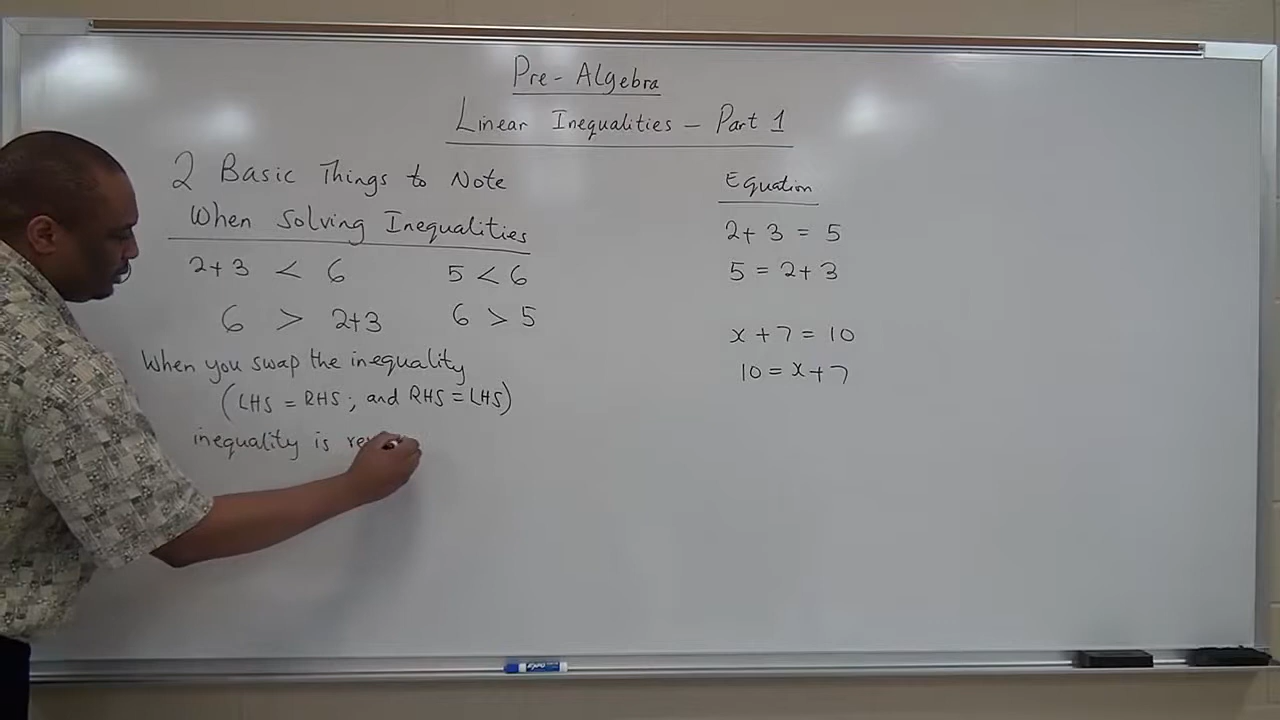 Pre-Algebra
Linear Inequalities - Part 1
2 Basic Things to Note
When Solving Inequalities
2+3 < 6 5 < 6
6 > 2+3 6 > 5
When you swap the inequality
(LHS = RHS; and RHS = LHS)
inequality is
Equation
2+3 = 5
5 = 2+3
x+7 = 10
10 = x+7
EXPO